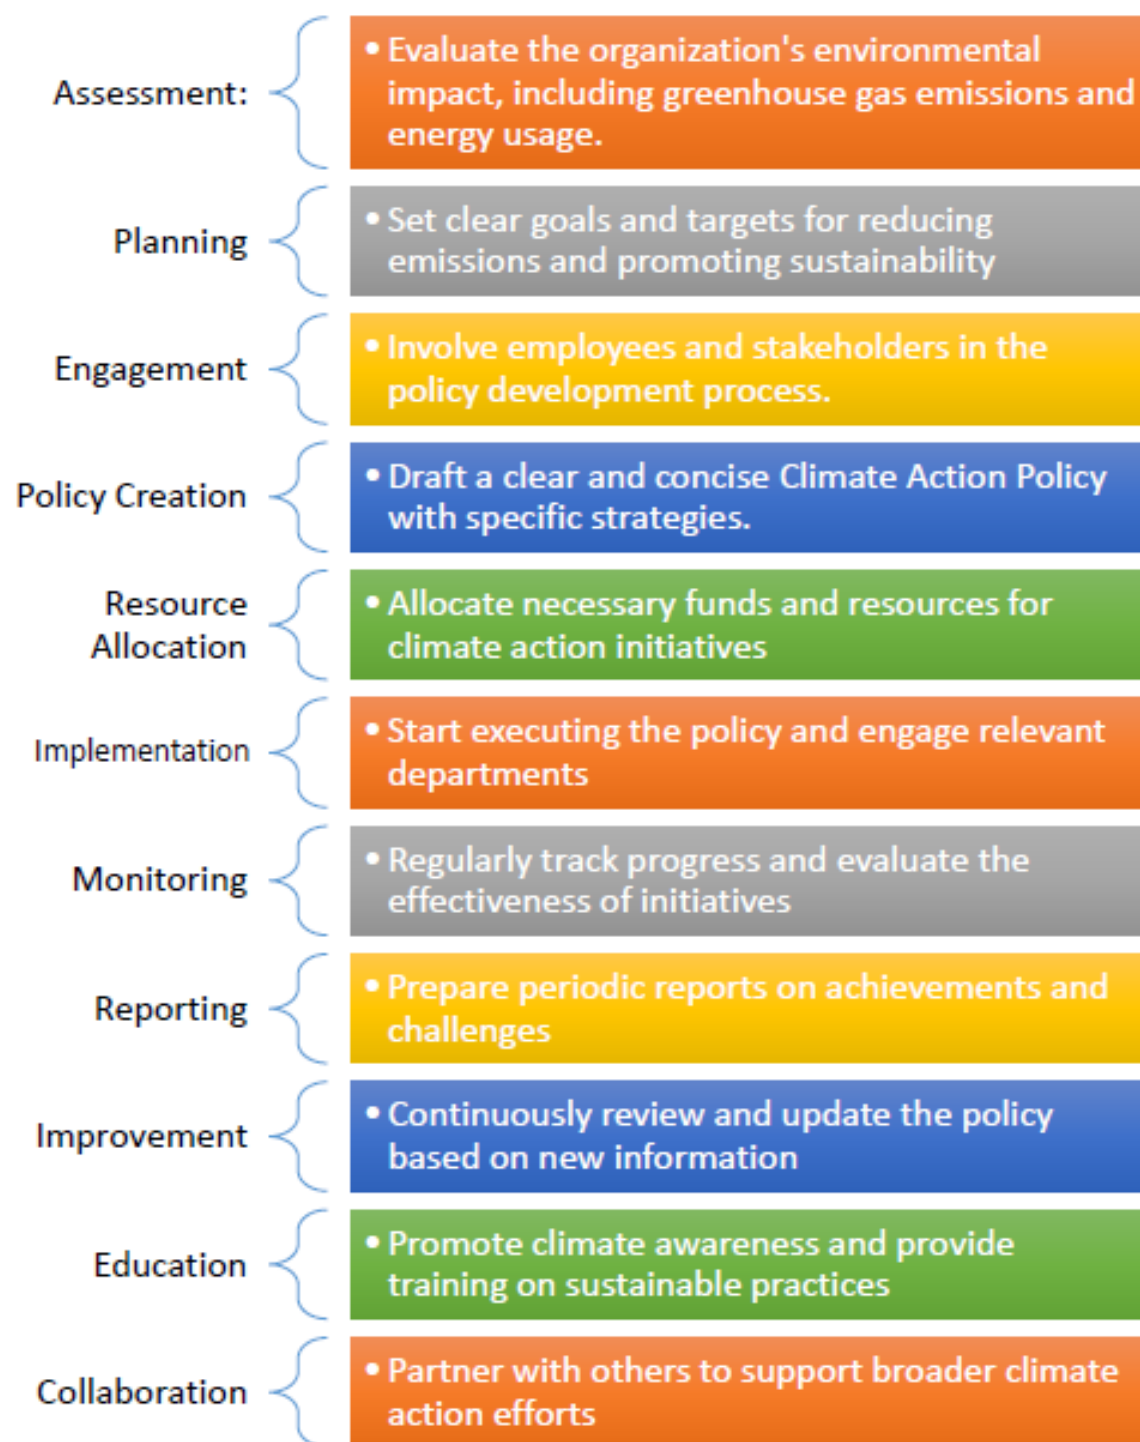 Assessment:
• Evaluate the organization's environmental
impact, including greenhouse gas emissions and
energy usage.
Planning
• Set clear goals and targets for reducing
emissions and promoting sustainability
Engagement
• Involve employees and stakeholders in the
policy development process.
Policy Creation
• Draft a clear and concise Climate Action Policy
with specific strategies.
Resource
Allocation
• Allocate necessary funds and resources for
climate action initiatives
Implementation
• Start executing the policy and engage relevant
departments
Monitoring
• Regularly track progress and evaluate the
effectiveness of initiatives
Reporting
• Prepare periodic reports on achievements and
challenges
Improvement
• Continuously review and update the policy
based on new information
Education
• Promote climate awareness and provide
training on sustainable practices
Collaboration
• Partner with others to support broader climate
action efforts